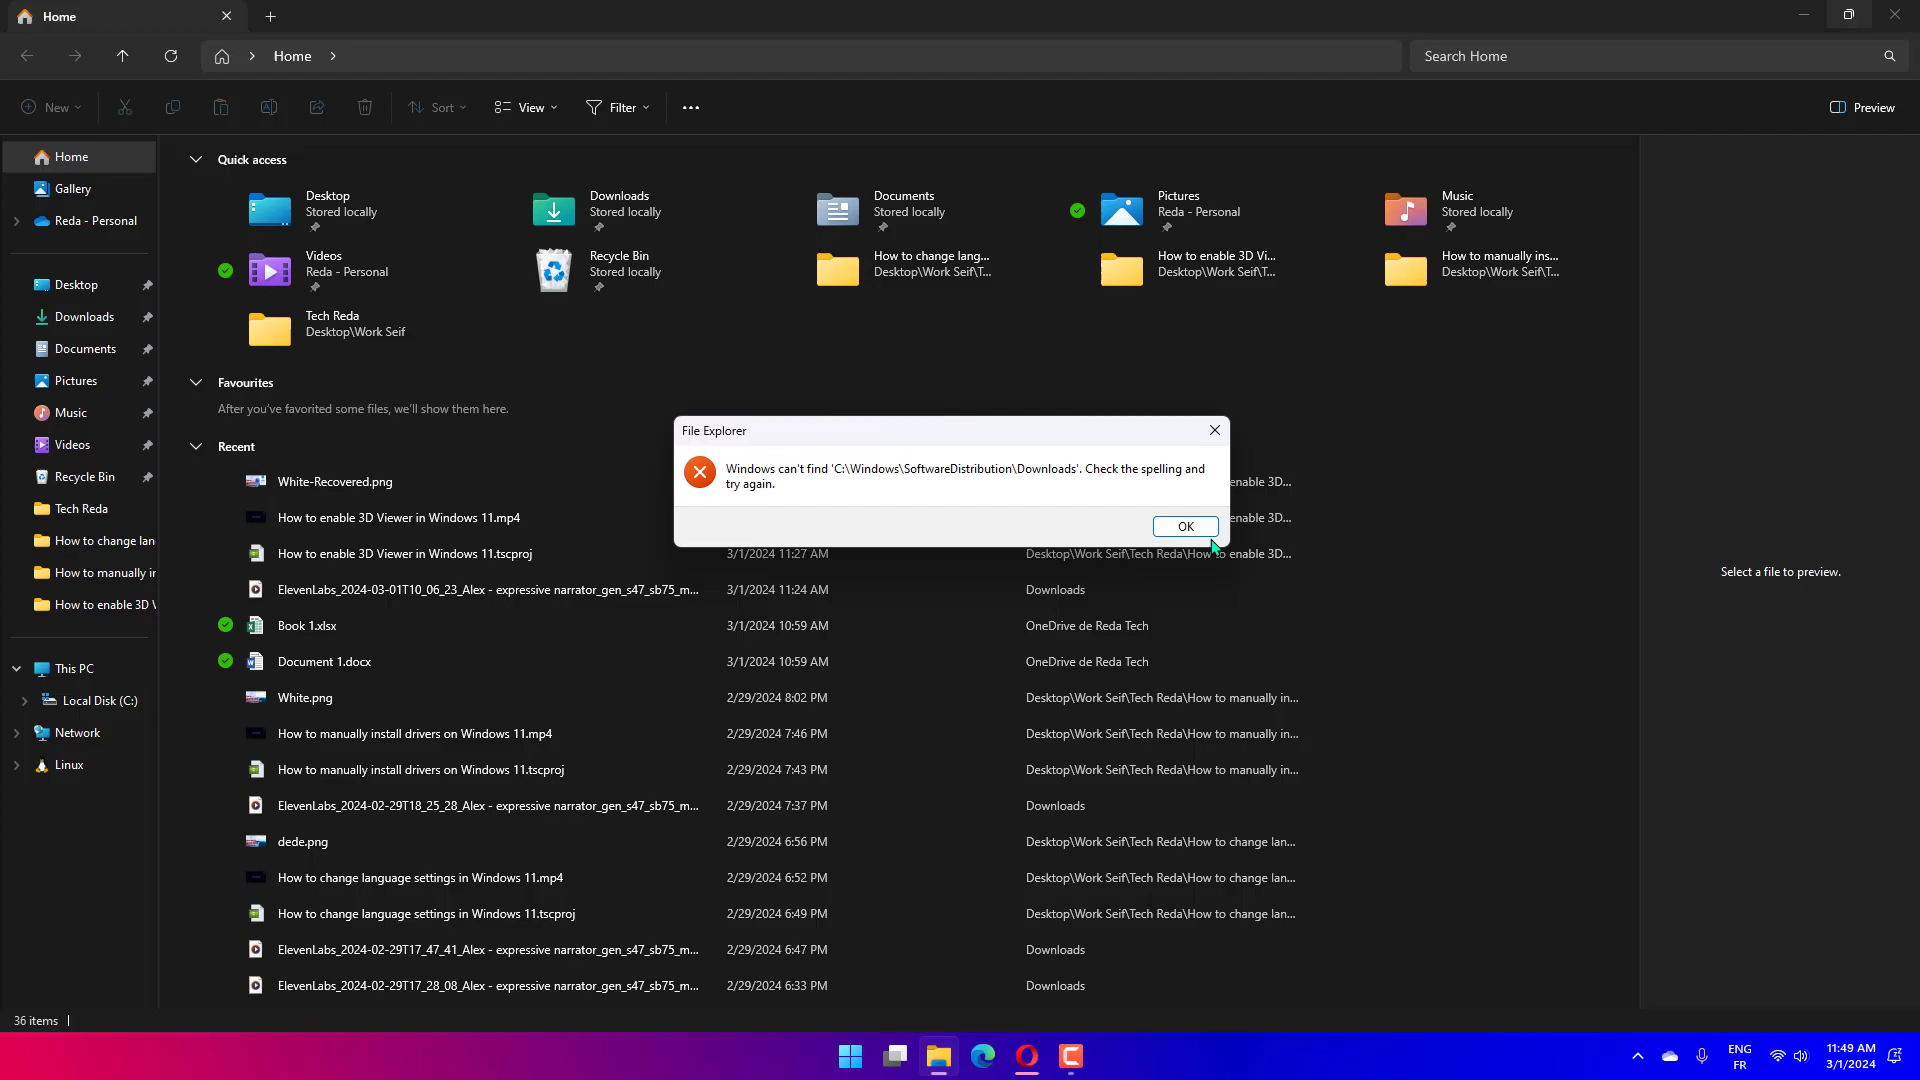 Home
Home
Search Home
New
Sort
View
Filter
Preview
Home
Gallery
Reda - Personal
Desktop
Downloads
Documents
Pictures
Music
Videos
Recycle Bin
Tech Reda
How to change lan
How to manually ir
How to enable 3D V
This PC
Local Disk (C:)
Network
Linux
Quick access
Desktop
Stored locally
Downloads
Stored locally
Documents
Stored locally
Pictures
Reda - Personal
Music
Stored locally
Videos
Reda - Personal
Recycle Bin
Stored locally
How to change lang...
Desktop\Work Seif\T...
How to enable 3D Vi...
Desktop\Work Seif\T...
How to manually ins...
Desktop\Work Seif\T...
Tech Reda
Desktop\Work Seif
Favourites
After you've favorited some files, we'll show them here.
Recent
File Explorer
Windows can't find 'C:\Windows\SoftwareDistribution\Downloads'. Check the spelling and
try again.
OK
White-Recovered.png enable 3D...
How to enable 3D Viewer in Windows 11.mp4 enable 3D...
How to enable 3D Viewer in Windows 11.tscproj 3/1/2024 11:27 AM Desktop\Work Seif\Tech Reda\How to enable 3D...
ElevenLabs_2024-03-01T10_06_23_Alex - expressive narrator_gen_s47_sb75_m... 3/1/2024 11:24 AM Downloads
Book 1.xlsx 3/1/2024 10:59 AM OneDrive de Reda Tech
Document 1.docx 3/1/2024 10:59 AM OneDrive de Reda Tech
White.png 2/29/2024 8:02 PM Desktop\Work Seif\Tech Reda\How to manually in...
How to manually install drivers on Windows 11.mp4 2/29/2024 7:46 PM Desktop\Work Seif\Tech Reda\How to manually in...
How to manually install drivers on Windows 11.tscproj 2/29/2024 7:43 PM Desktop\Work Seif\Tech Reda\How to manually in...
ElevenLabs_2024-02-29T18_25_28_Alex - expressive narrator_gen_s47_sb75_m... 2/29/2024 7:37 PM Downloads
dede.png 2/29/2024 6:56 PM Desktop\Work Seif\Tech Reda\How to change lan...
How to change language settings in Windows 11.mp4 2/29/2024 6:52 PM Desktop\Work Seif\Tech Reda\How to change lan...
How to change language settings in Windows 11.tscproj 2/29/2024 6:49 PM Desktop\Work Seif\Tech Reda\How to change lan...
ElevenLabs_2024-02-29T17_47_41_Alex - expressive narrator_gen_s47_sb75_m... 2/29/2024 6:47 PM Downloads
ElevenLabs_2024-02-29T17_28_08_Alex - expressive narrator_gen_s47_sb75_m... 2/29/2024 6:33 PM Downloads
Select a file to preview.
36 items
ENG
FR
11:49 AM
3/1/2024